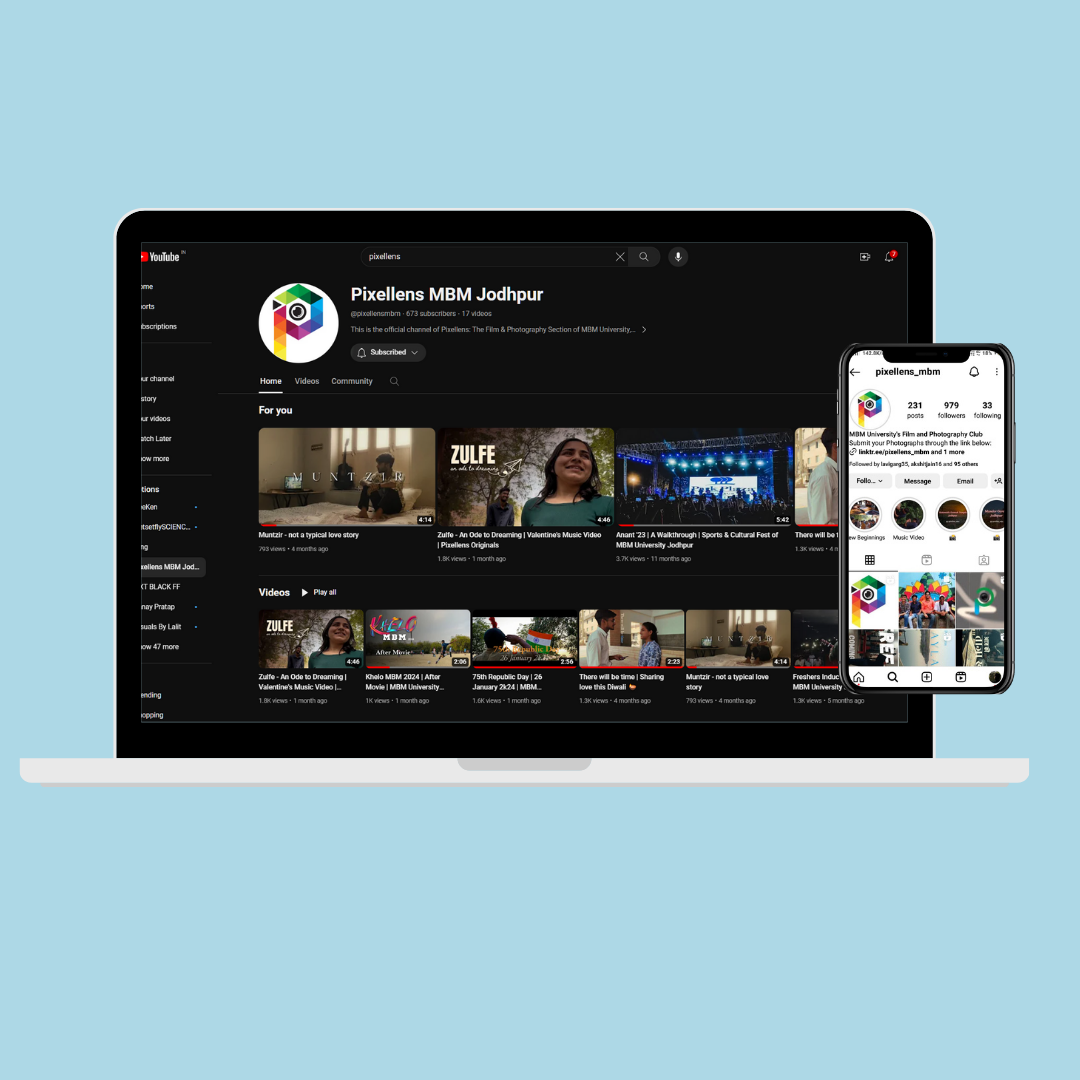 YouTube IN
pixellens
7
ome
orts
bscriptions
ur channel
story
ur videos
atch Later
ow more
tions
eKen
itsetflySCIENC...
ng
xellens MBM Jod...
XT BLACK FF
nay Pratap
suals By Lalit
ow 47 more
ending
opping
Pixellens MBM Jodhpur
@pixellensmbm · 673 subscribers · 17 videos
This is the official channel of Pixellens: The Film & Photography Section of MBM University,...
Subscribed
Home Videos Community
For you
MUNTZIR
4:14
ZULFE
an ode to dreaming
4:46
5:42
Muntzir - not a typical love story
793 views • 4 months ago
Zulfe - An Ode to Dreaming | Valentine's Music Video
| Pixellens Originals
1.8K views • 1 month ago
Anant '23 | A Walkthrough | Sports & Cultural Fest of
MBM University Jodhpur
3.7K views • 11 months ago
There will be t
1.3K views • 4 m
Videos Play all
ZULFE
4:46
KHELO
MBM
After Movie
2:06
75th Republic Day
26 January 2k24
2:56
2:23
MUNTZIR
4:14
Zulfe - An Ode to Dreaming |
Valentine's Music Video |...
1.8K views • 1 month ago
Khelo MBM 2024 | After
Movie | MBM University...
1K views • 1 month ago
75th Republic Day | 26
January 2k24 | MBM...
1.6K views • 1 month ago
There will be time | Sharing
love this Diwali
1.3K views • 4 months ago
Muntzir - not a typical love
story
793 views • 4 months ago
Freshers Induc
MBM University
1.3K views • 5 months ago
18%
pixellens_mbm
231 979 33
posts followers following
MBM University's Film and Photography Club
Submit your Photographs through the link below:
linktr.ee/pixellens_mbm and 1 more
Followed by lavigarg35, akshitjain16 and 95 others
Follo... Message Email
ew Beginnings Music Video